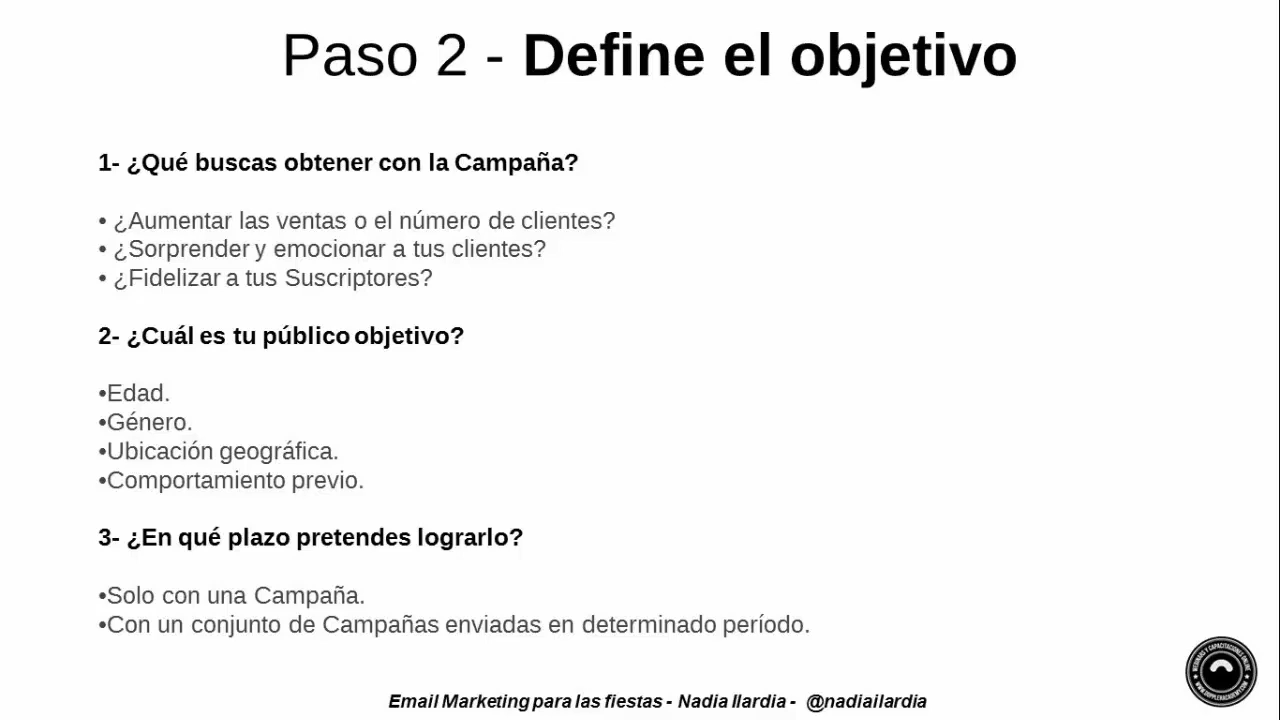 Paso 2 - Define el objetivo
1- ¿Qué buscas obtener con la Campaña?
• ¿Aumentar las ventas o el número de clientes?
• ¿Sorprender y emocionar a tus clientes?
• ¿Fidelizar a tus Suscriptores?
2- ¿Cuál es tu público objetivo?
•Edad.
•Género.
•Ubicación geográfica.
•Comportamiento previo.
3- ¿En qué plazo pretendes lograrlo?
•Solo con una Campaña.
•Con un conjunto de Campañas enviadas en determinado período.
WEBINARS Y CAPACITACIONES ONLINE
Email Marketing para las fiestas - Nadia Ilardia - @nadiailardia